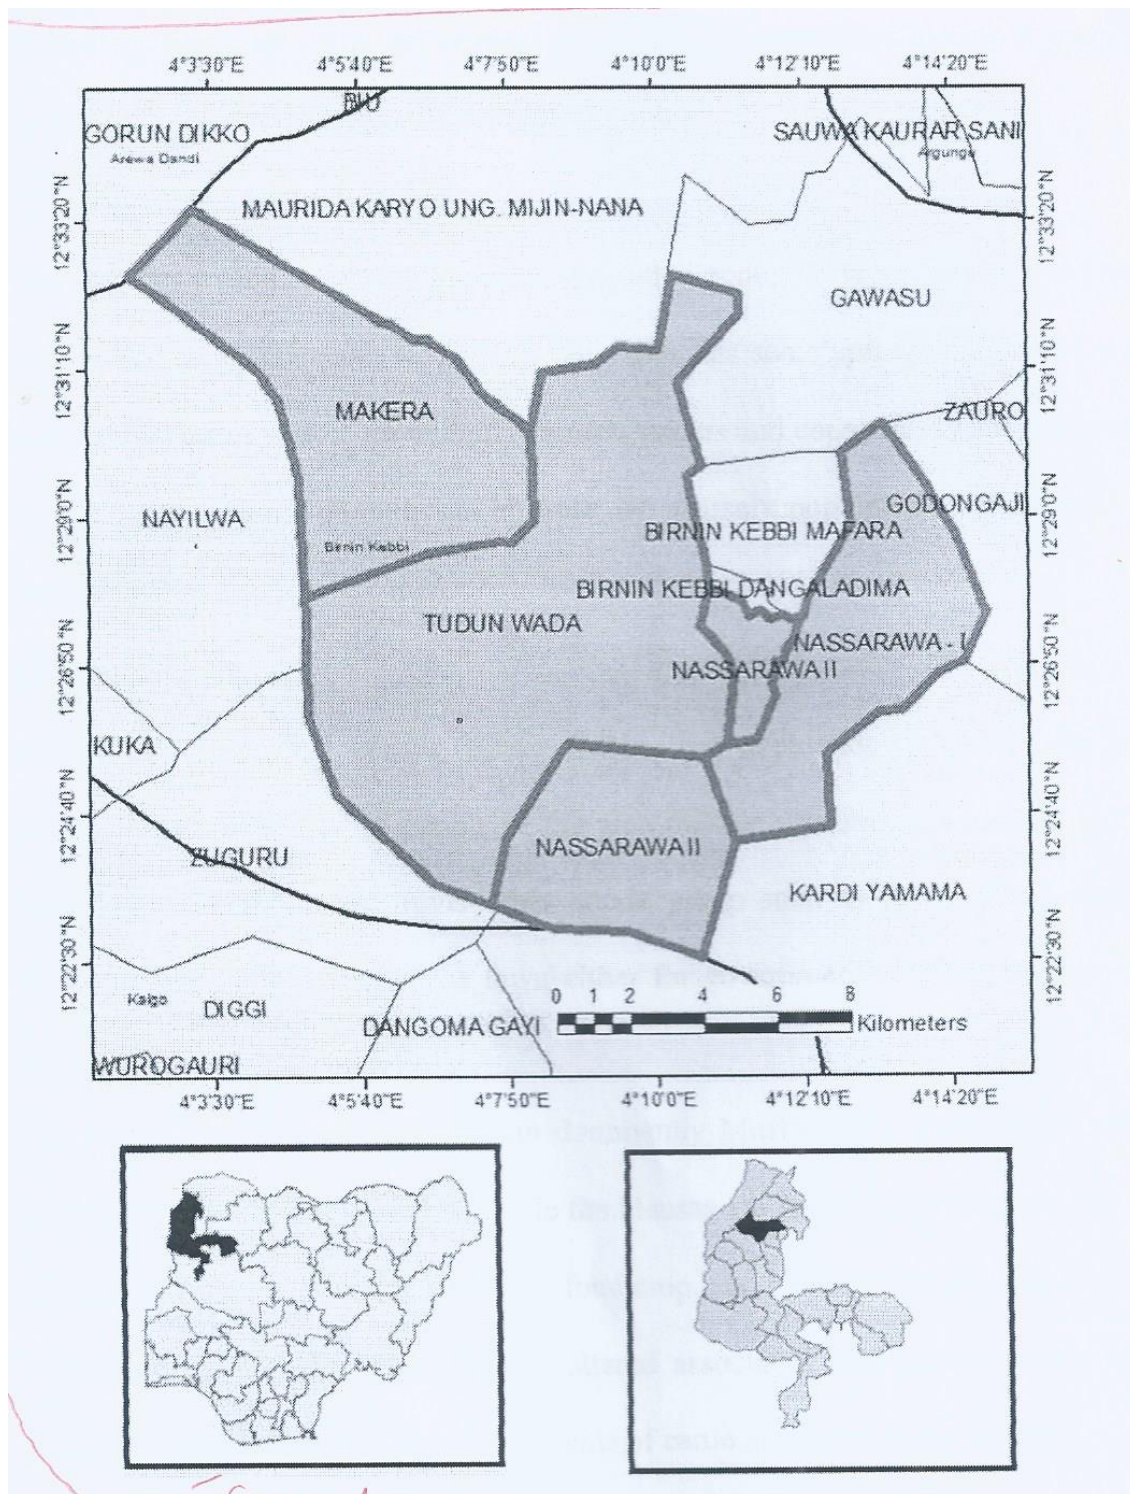 4°3'30"E 4°5'40"E 4°7'50"E 4°10'0"E 4°12'10"E 4°14'20"E
GORUN DIKKO
Arewa Dandi
SAUWA KAURAR SANI
Argungu
MAURIDA KARYO UNG. MIJIN-NANA
12°33'20"N
12°33'20"N
GAWASU
12°31'10"N
12°31'10"N
MAKERA
ZAURO
GODONGAJI
12°29'0"N
12°29'0"N
NAYILWA
BIRNIN KEBBI MAFARA
Birnin Kebbi
BIRNIN KEBBI DANGALADIMA
TUDUN WADA
NASSARAWA - I
12°26'50"N
12°26'50"N
NASSARAWA II
KUKA
12°24'40"N
12°24'40"N
NASSARAWA II
ZUGURU
KARDI YAMAMA
12°22'30"N
12°22'30"N
Kalgo
DIGGI
0 1 2 4 6 8
Kilometers
DANGOMA GAYI
WUROGAURI
4°3'30"E 4°5'40"E 4°7'50"E 4°10'0"E 4°12'10"E 4°14'20"E